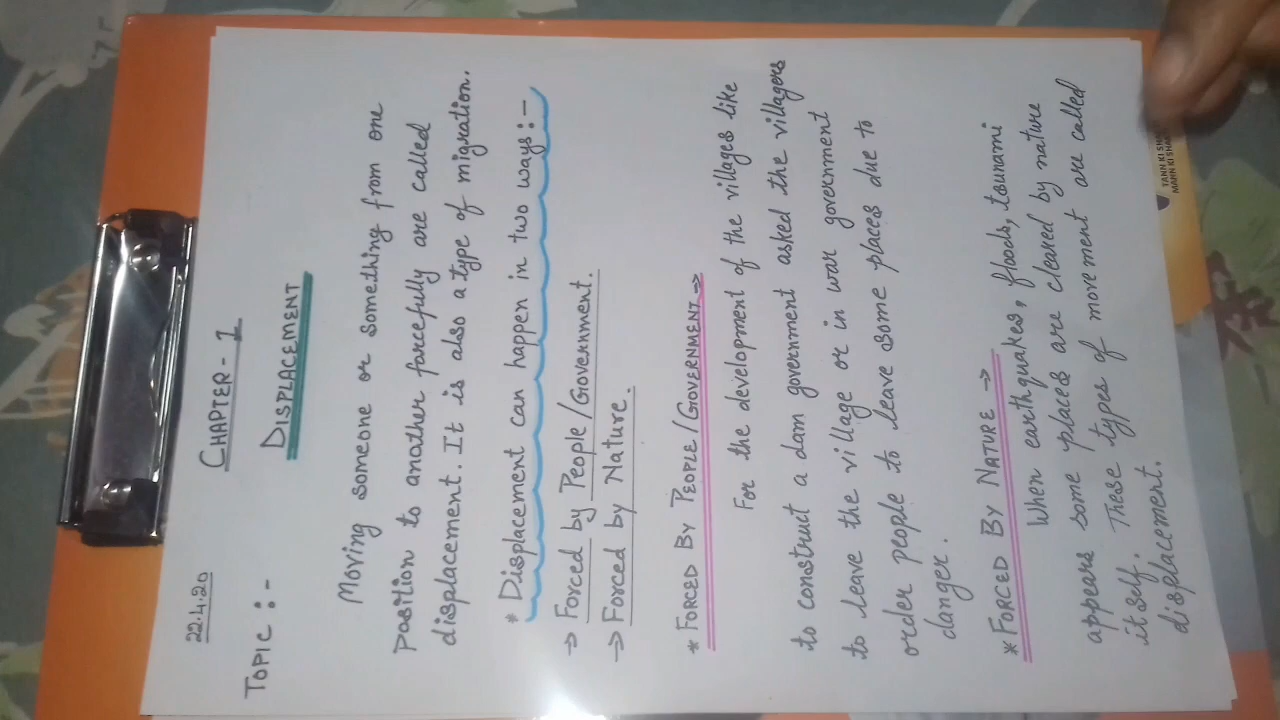 22.4.20
CHAPTER - 1
TOPIC :-
DISPLACEMENT
Moving someone or something from one
position to another forcefully are called
displacement. It is also a type of migration.
* Displacement can happen in two ways:-
→ Forced by People/Government.
→ Forced by Nature.
* FORCED BY PEOPLE/GOVERNMENT →
For the development of the villages like
to construct a dam government asked the villagers
to leave the village or in war government
order people to leave some places due to
danger.
* FORCED BY NATURE →
When earthquakes, floods, tsunami
appears some places are cleared by nature
itself. These types of movement are called
displacement.
TANN KI
MANN KI